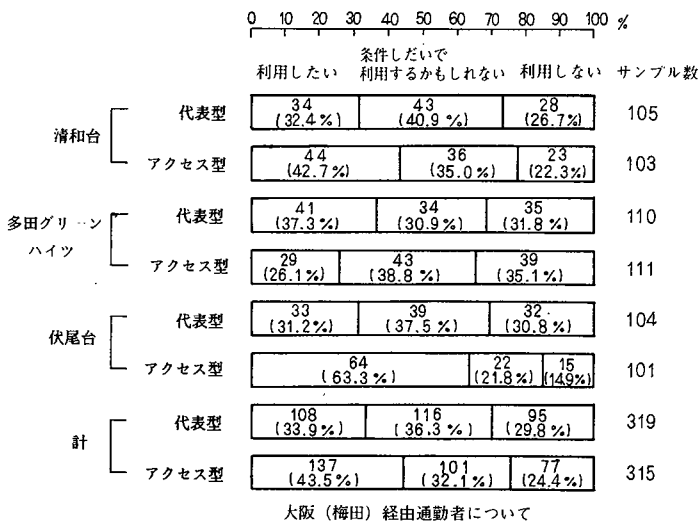 0 10 20 30 40 50 60 70 80 90 100 %
条件しだいで
利用したい 利用するかもしれない 利用しない サンプル数
清和台
代表型 34 (32.4%) 43 (40.9%) 28 (26.7%) 105
アクセス型 44 (42.7%) 36 (35.0%) 23 (22.3%) 103
多田グリーン
ハイツ
代表型 41 (37.3%) 34 (30.9%) 35 (31.8%) 110
アクセス型 29 (26.1%) 43 (38.8%) 39 (35.1%) 111
伏尾台
代表型 33 (31.2%) 39 (37.5%) 32 (30.8%) 104
アクセス型 64 (63.3%) 22 (21.8%) 15 (14.9%) 101
計
代表型 108 (33.9%) 116 (36.3%) 95 (29.8%) 319
アクセス型 137 (43.5%) 101 (32.1%) 77 (24.4%) 315
大阪(梅田)経由通勤者について